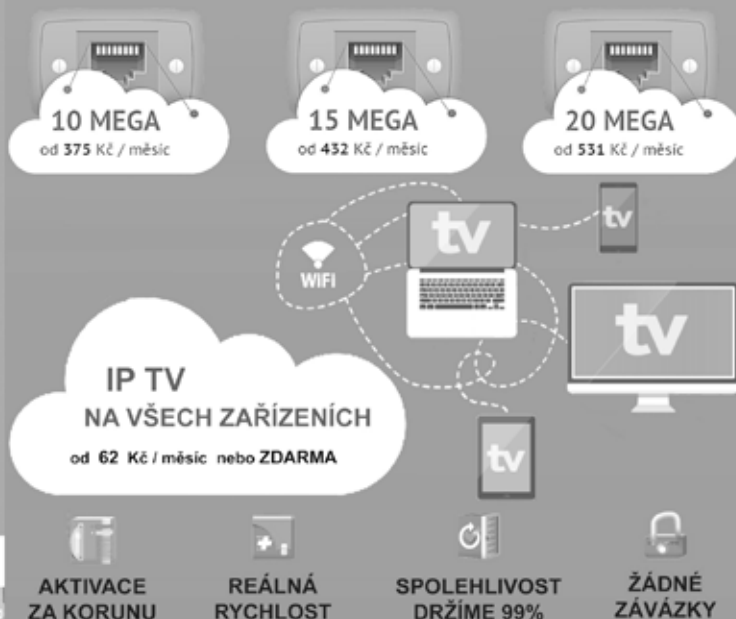 10 MEGA
od 375 Kč / měsíc
15 MEGA
od 432 Kč / měsíc
20 MEGA
od 531 Kč / měsíc
tv
tv
WiFi
tv
IP TV
NA VŠECH ZAŘÍZENÍCH
od 62 Kč / měsíc nebo ZDARMA
tv
AKTIVACE
ZA KORUNU
REÁLNÁ
RYCHLOST
SPOLEHLIVOST
DRŽÍME 99%
ŽÁDNÉ
ZÁVÁZKY